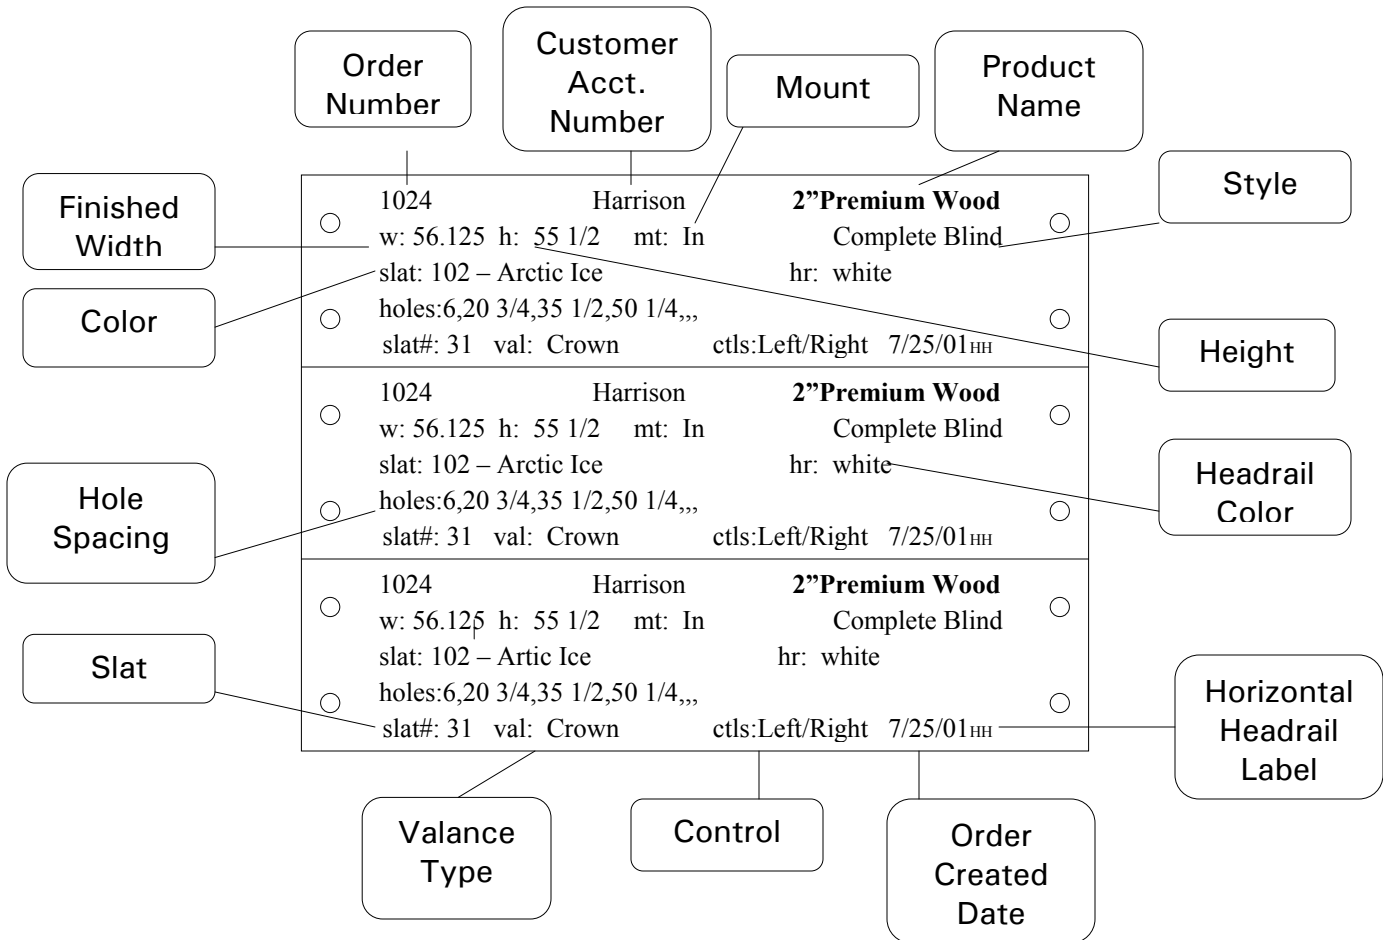 Order
Number
Customer
Acct.
Number
Mount
Product
Name
Finished
Width
Style
Color
Height
Hole
Spacing
Headrail
Color
Slat
Horizontal
Headrail
Label
1024 Harrison 2”Premium Wood
w: 56.125 h: 55 1/2 mt: In Complete Blind
slat: 102 – Arctic Ice hr: white
holes:6,20 3/4,35 1/2,50 1/4,,,
slat#: 31 val: Crown ctls:Left/Right 7/25/01HH
1024 Harrison 2”Premium Wood
w: 56.125 h: 55 1/2 mt: In Complete Blind
slat: 102 – Arctic Ice hr: white
holes:6,20 3/4,35 1/2,50 1/4,,,
slat#: 31 val: Crown ctls:Left/Right 7/25/01HH
1024 Harrison 2”Premium Wood
w: 56.125 h: 55 1/2 mt: In Complete Blind
slat: 102 – Artic Ice hr: white
holes:6,20 3/4,35 1/2,50 1/4,,,
slat#: 31 val: Crown ctls:Left/Right 7/25/01HH
Valance
Type
Control
Order
Created
Date